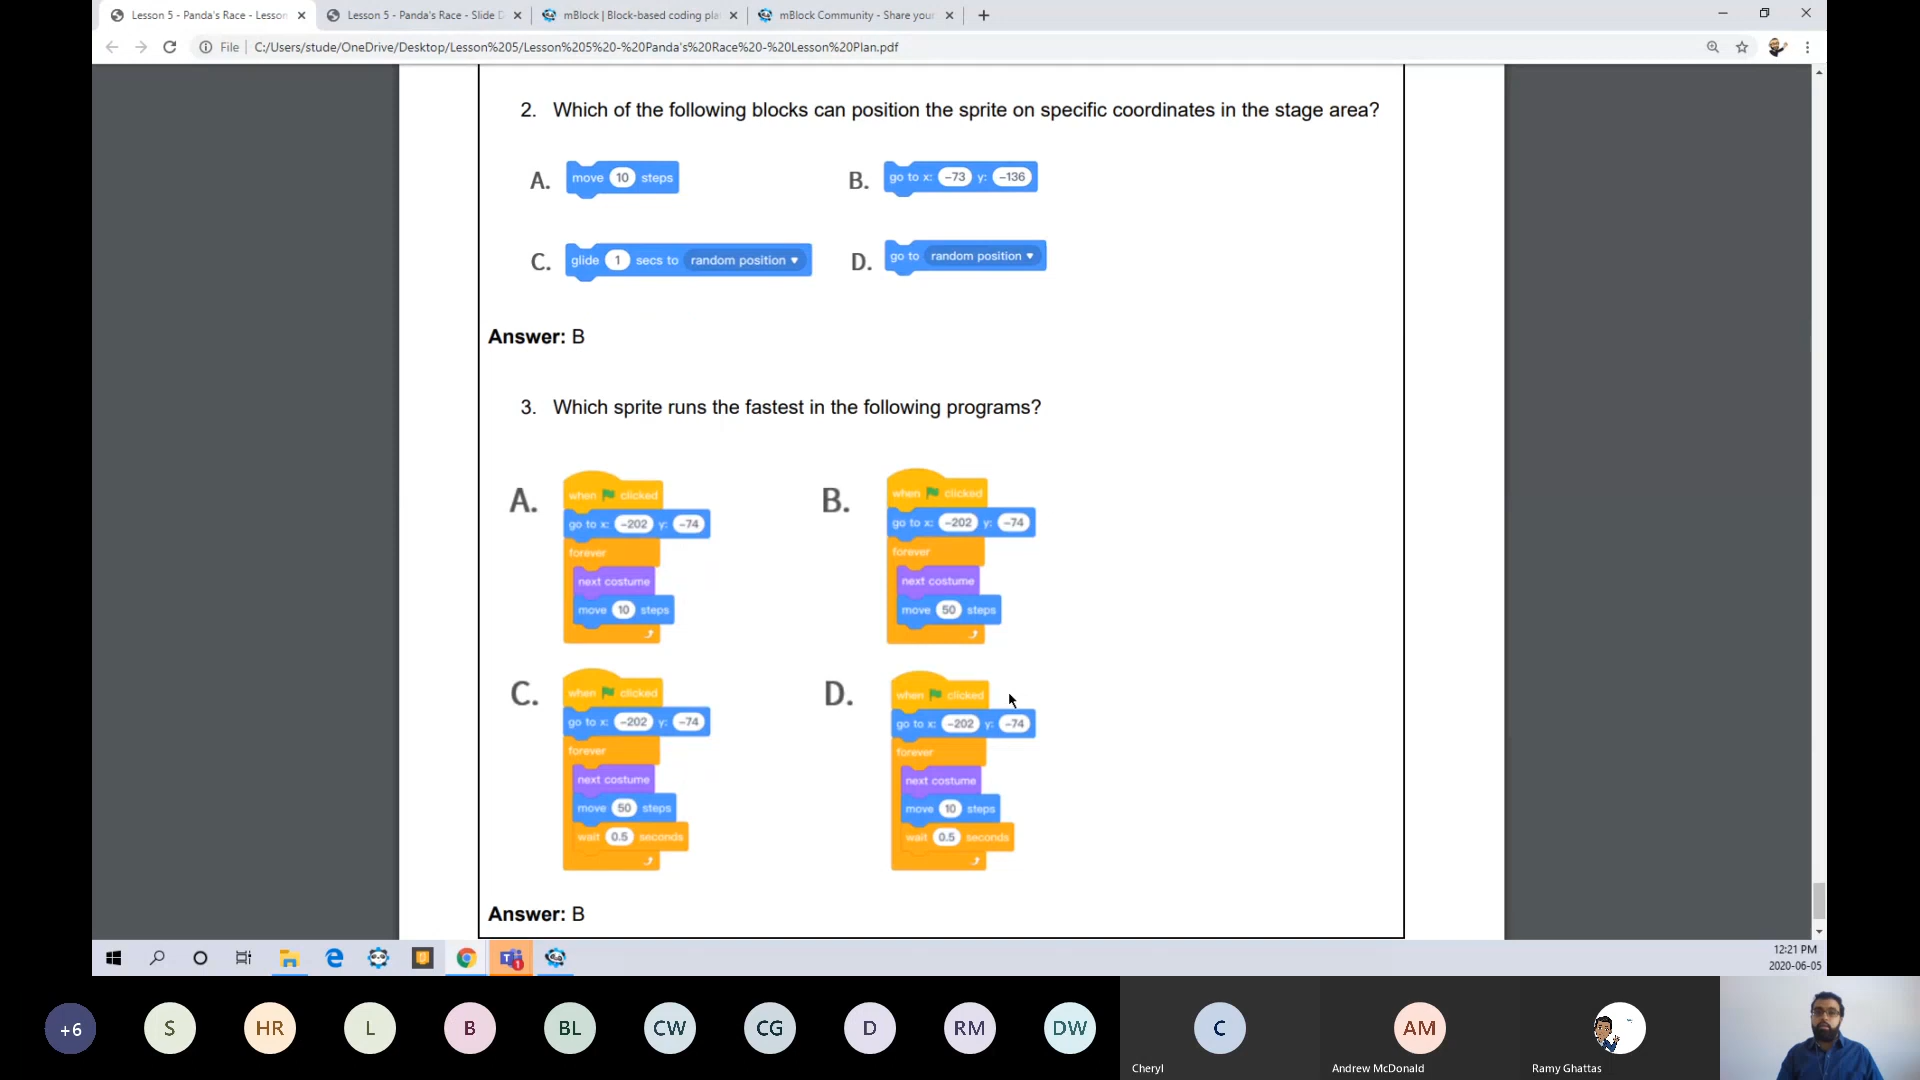 Lesson 5 - Panda's Race - Lesson
Lesson 5 - Panda's Race - Slide D
mBlock | Block-based coding pla
mBlock Community - Share your
File
C:/Users/stude/OneDrive/Desktop/Lesson%205/Lesson%205%20-%20Panda's%20Race%20-%20Lesson%20Plan.pdf
2. Which of the following blocks can position the sprite on specific coordinates in the stage area?
A. move 10 steps
B. go to x: -73 y: -136
C. glide 1 secs to random position
D. go to random position
Answer: B
3. Which sprite runs the fastest in the following programs?
A.
when clicked
go to x: -202 y: -74
forever
next costume
move 10 steps
B.
when clicked
go to x: -202 y: -74
forever
next costume
move 50 steps
C.
when clicked
go to x: -202 y: -74
forever
next costume
move 50 steps
wait 0.5 seconds
D.
when clicked
go to x: -202 y: -74
forever
next costume
move 10 steps
wait 0.5 seconds
Answer: B
12:21 PM
2020-06-05
+6
S
HR
L
B
BL
CW
CG
D
RM
DW
C
AM
Cheryl
Andrew McDonald
Ramy Ghattas